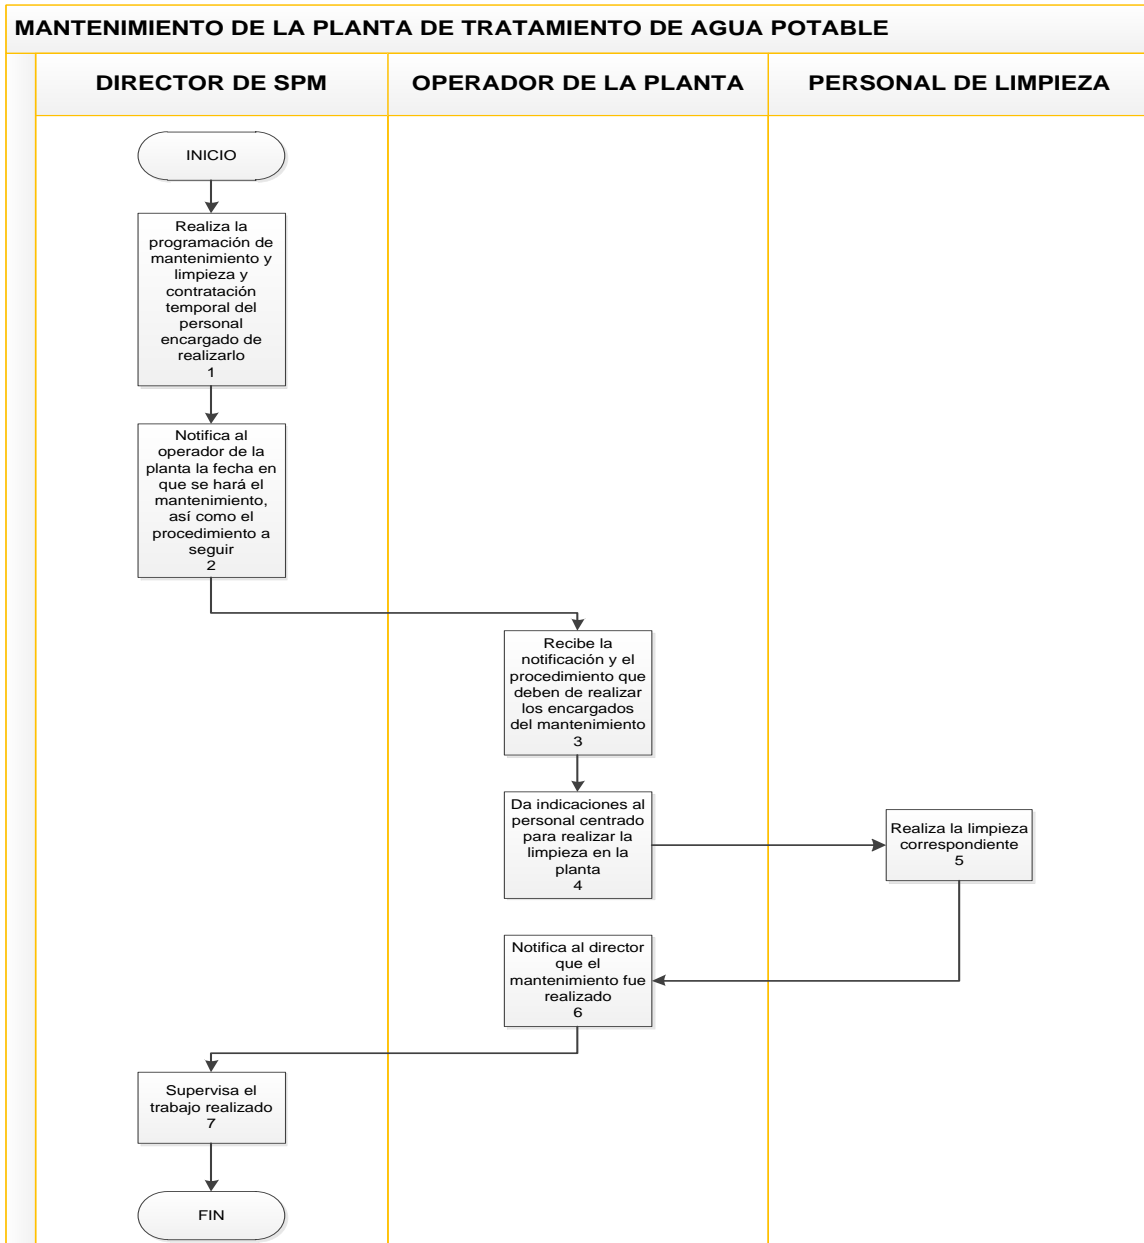 MANTENIMIENTO DE LA PLANTA DE TRATAMIENTO DE AGUA POTABLE
DIRECTOR DE SPM
OPERADOR DE LA PLANTA
PERSONAL DE LIMPIEZA
INICIO
Realiza la
programación de
mantenimiento y
limpieza y
contratación
temporal del
personal
encargado de
realizarlo
1
Notifica al
operador de la
planta la fecha en
que se hará el
mantenimiento,
así como el
procedimiento a
seguir
2
Recibe la
notificación y el
procedimiento que
deben de realizar
los encargados
del mantenimiento
3
Da indicaciones al
personal centrado
para realizar la
limpieza en la
planta
4
Realiza la limpieza
correspondiente
5
Notifica al director
que el
mantenimiento fue
realizado
6
Supervisa el
trabajo realizado
7
FIN